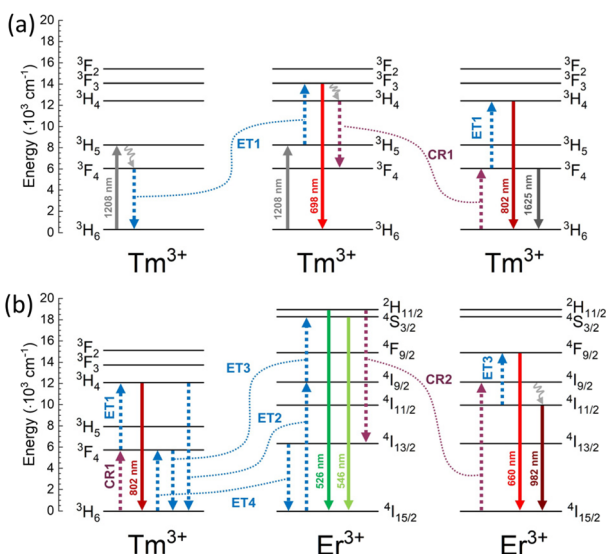 (a)
Energy (·10³ cm⁻¹)
20
18
16
14
12
10
8
6
4
2
0
³F₂
³F₃
³H₄
³H₅
³F₄
³H₆
1208 nm
Tm³⁺
ET1
³F₂
³F₃
³H₄
³H₅
³F₄
³H₆
1208 nm
698 nm
Tm³⁺
CR1
³F₂
³F₃
³H₄
³H₅
³F₄
³H₆
ET1
802 nm
1625 nm
Tm³⁺
(b)
Energy (·10³ cm⁻¹)
20
18
16
14
12
10
8
6
4
2
0
³F₂
³F₃
³H₄
³H₅
³F₄
³H₆
ET1
CR1
802 nm
Tm³⁺
ET3
ET2
ET4
²H₁₁/₂
⁴S₃/₂
⁴F₉/₂
⁴I₉/₂
⁴I₁₁/₂
⁴I₁₃/₂
⁴I₁₅/₂
526 nm
546 nm
Er³⁺
CR2
²H₁₁/₂
⁴S₃/₂
⁴F₉/₂
⁴I₉/₂
⁴I₁₁/₂
⁴I₁₃/₂
⁴I₁₅/₂
ET3
660 nm
982 nm
Er³⁺